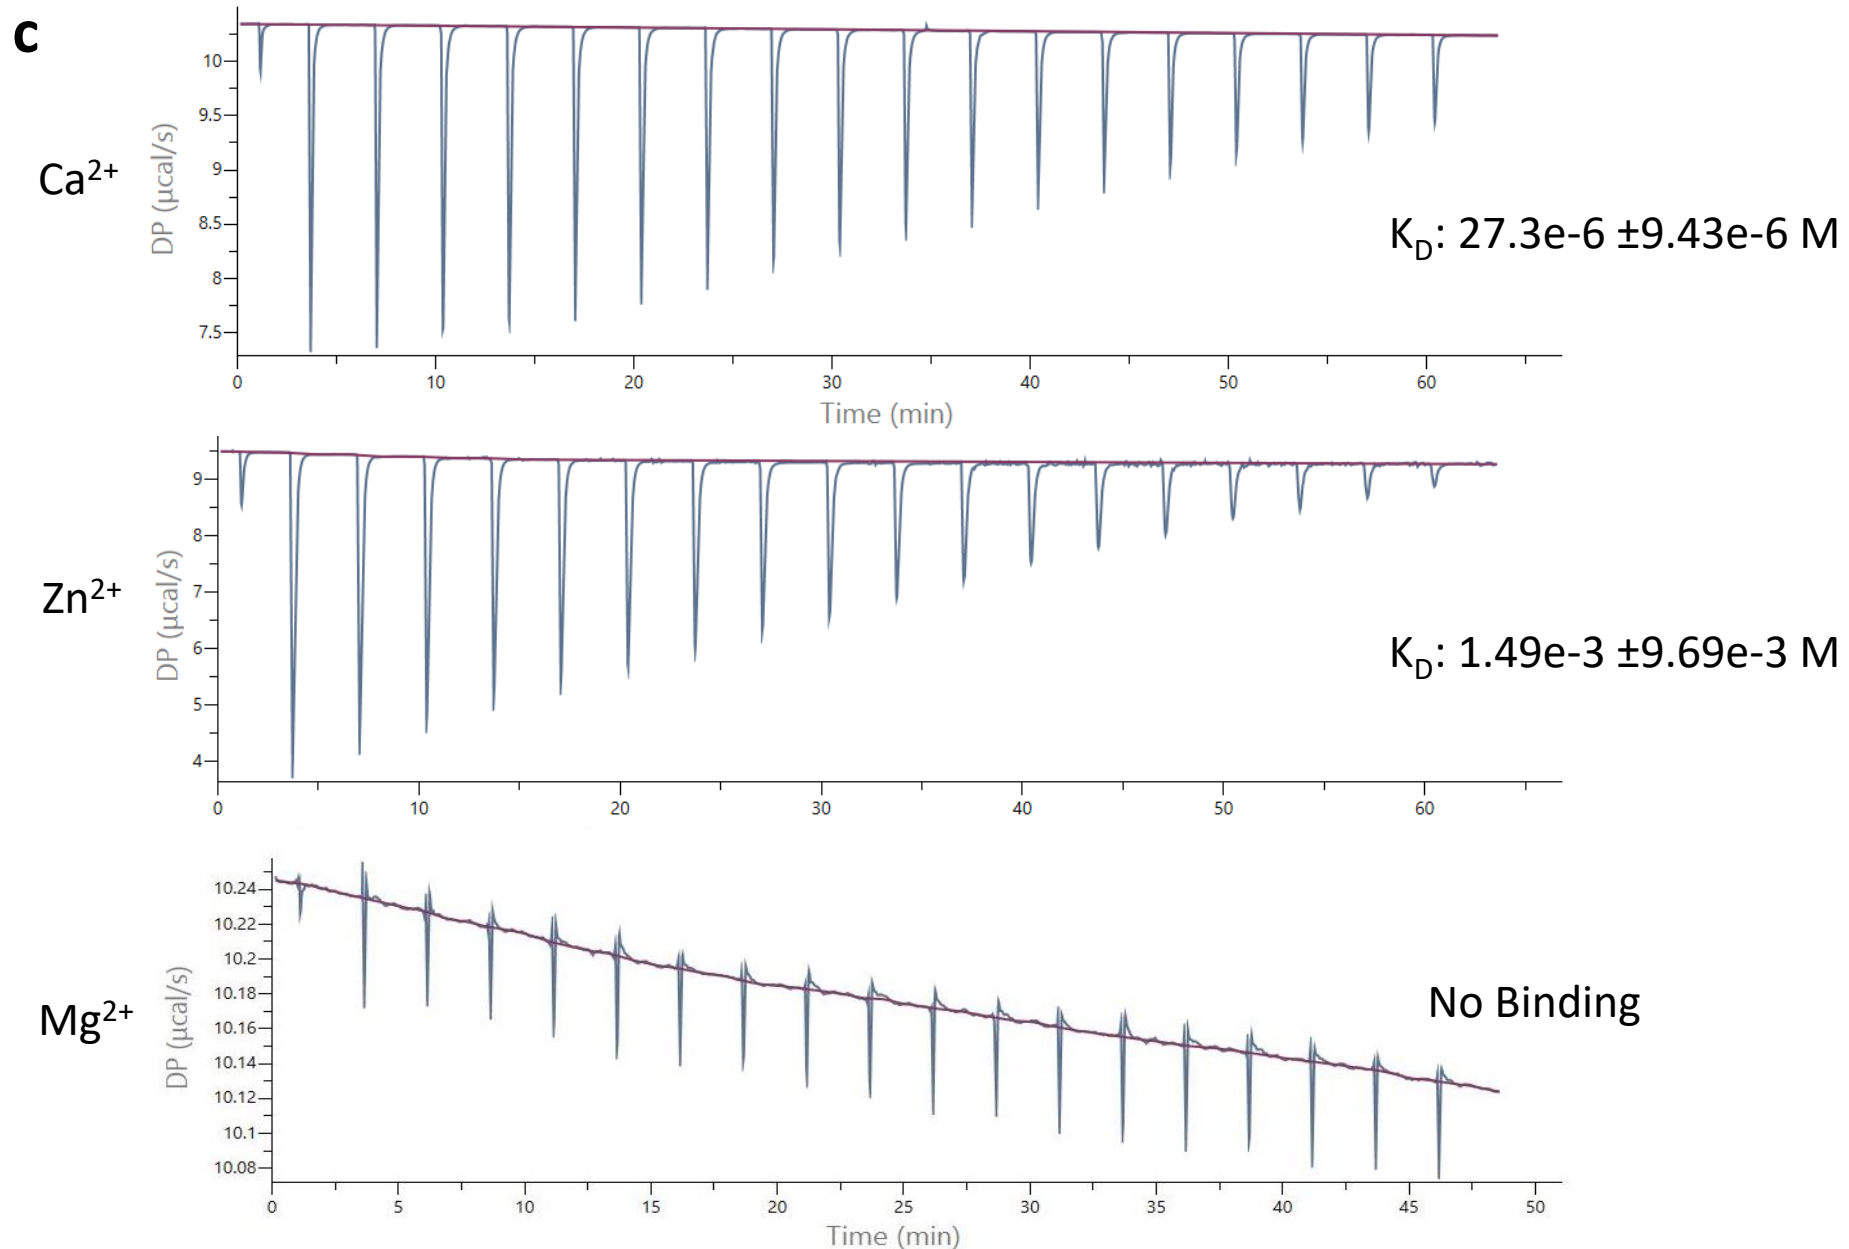 c
Ca²⁺
DP (µcal/s)
10
9.5
9
8.5
8
7.5
0 10 20 30 40 50 60
Time (min)
K_D: 27.3e-6 ±9.43e-6 M
Zn²⁺
DP (µcal/s)
9
8
7
6
5
4
0 10 20 30 40 50 60
K_D: 1.49e-3 ±9.69e-3 M
Mg²⁺
DP (µcal/s)
10.24
10.22
10.2
10.18
10.16
10.14
10.12
10.1
10.08
0 5 10 15 20 25 30 35 40 45 50
Time (min)
No Binding